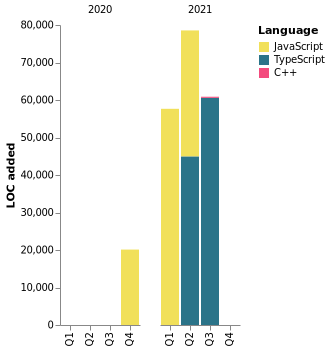 2020 2021
Language
JavaScript
TypeScript
C++
LOC added
80,000
70,000
60,000
50,000
40,000
30,000
20,000
10,000
0
Q1 Q2 Q3 Q4 Q1 Q2 Q3 Q4